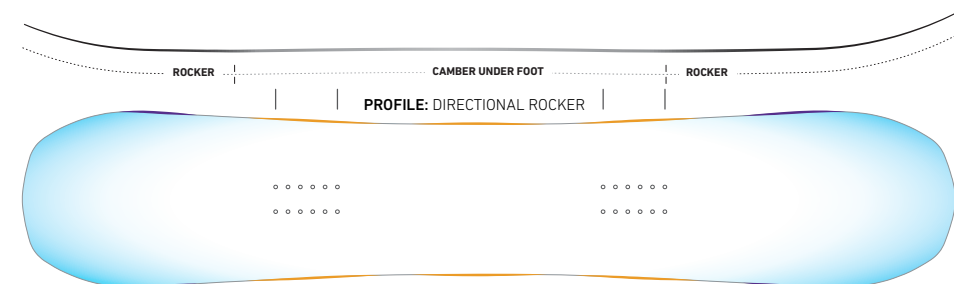 ROCKER CAMBER UNDER FOOT ROCKER
PROFILE: DIRECTIONAL ROCKER